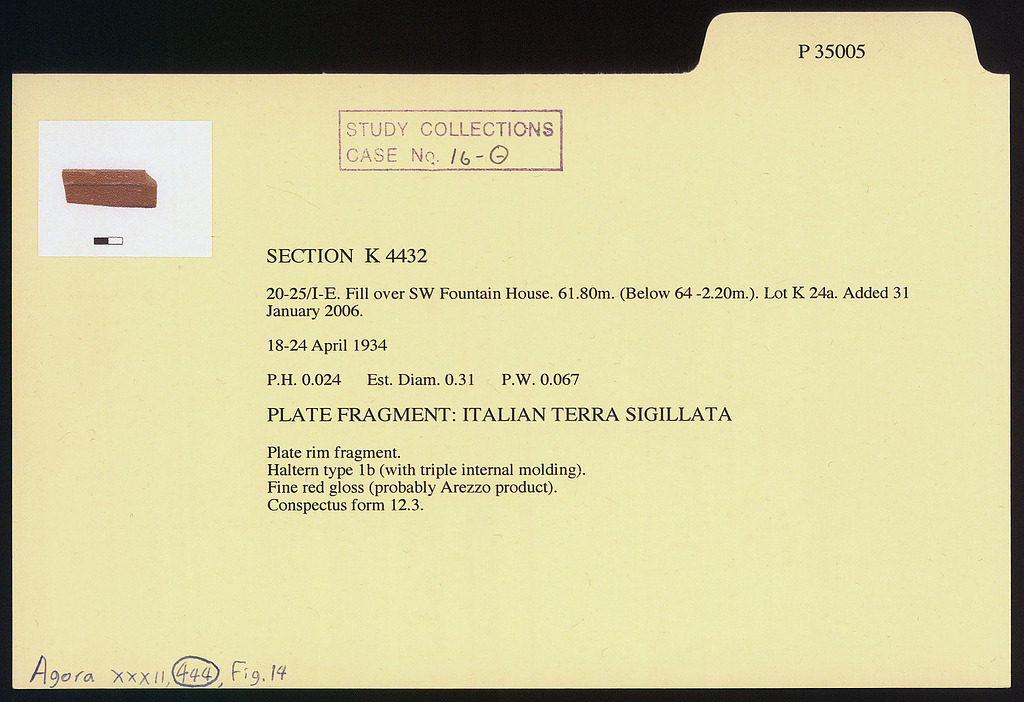 P 35005
STUDY COLLECTIONS
CASE No. 16-Θ
SECTION K 4432
20-25/I-E. Fill over SW Fountain House. 61.80m. (Below 64 -2.20m.). Lot K 24a. Added 31
January 2006.
18-24 April 1934
P.H. 0.024 Est. Diam. 0.31 P.W. 0.067
PLATE FRAGMENT: ITALIAN TERRA SIGILLATA
Plate rim fragment.
Haltern type 1b (with triple internal molding).
Fine red gloss (probably Arezzo product).
Conspectus form 12.3.
Agora XXXII, 444, Fig. 14